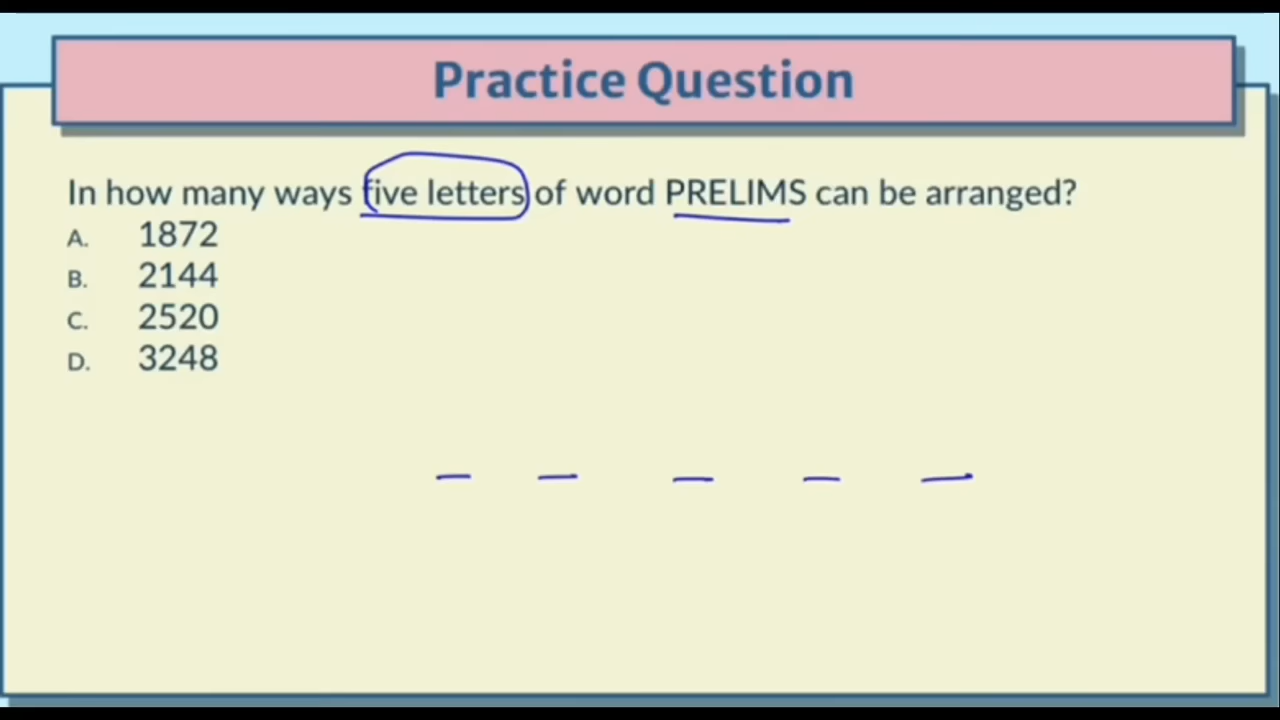 Practice Question
In how many ways five letters of word PRELIMS can be arranged?
A. 1872
B. 2144
C. 2520
D. 3248